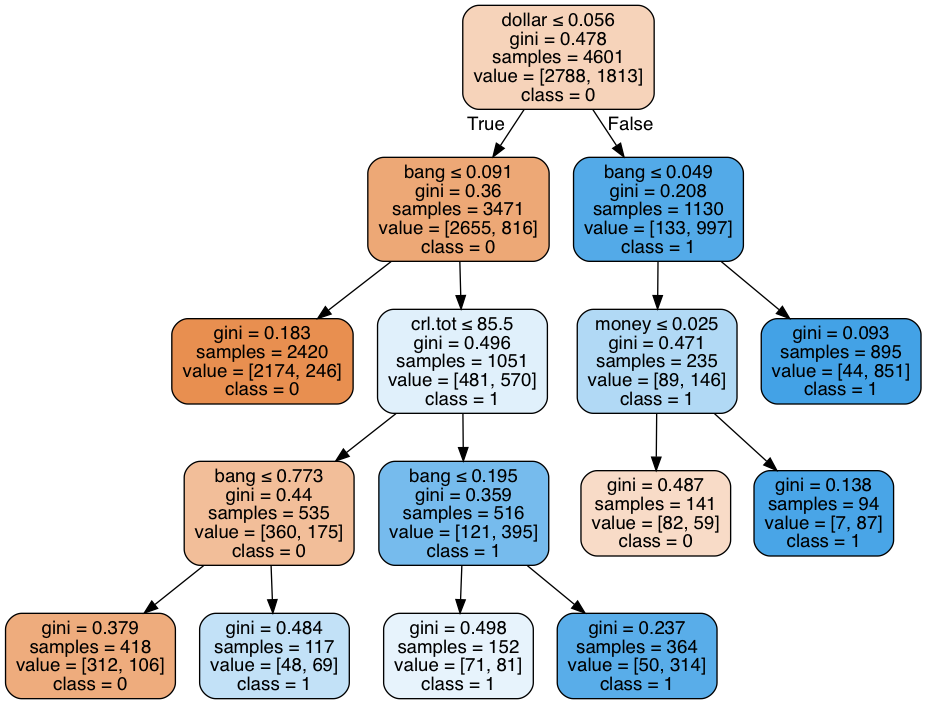 dollar ≤ 0.056
gini = 0.478
samples = 4601
value = [2788, 1813]
class = 0
True
False
bang ≤ 0.091
gini = 0.36
samples = 3471
value = [2655, 816]
class = 0
bang ≤ 0.049
gini = 0.208
samples = 1130
value = [133, 997]
class = 1
gini = 0.183
samples = 2420
value = [2174, 246]
class = 0
crl.tot ≤ 85.5
gini = 0.496
samples = 1051
value = [481, 570]
class = 1
money ≤ 0.025
gini = 0.471
samples = 235
value = [89, 146]
class = 1
gini = 0.093
samples = 895
value = [44, 851]
class = 1
bang ≤ 0.773
gini = 0.44
samples = 535
value = [360, 175]
class = 0
bang ≤ 0.195
gini = 0.359
samples = 516
value = [121, 395]
class = 1
gini = 0.487
samples = 141
value = [82, 59]
class = 0
gini = 0.138
samples = 94
value = [7, 87]
class = 1
gini = 0.379
samples = 418
value = [312, 106]
class = 0
gini = 0.484
samples = 117
value = [48, 69]
class = 1
gini = 0.498
samples = 152
value = [71, 81]
class = 1
gini = 0.237
samples = 364
value = [50, 314]
class = 1